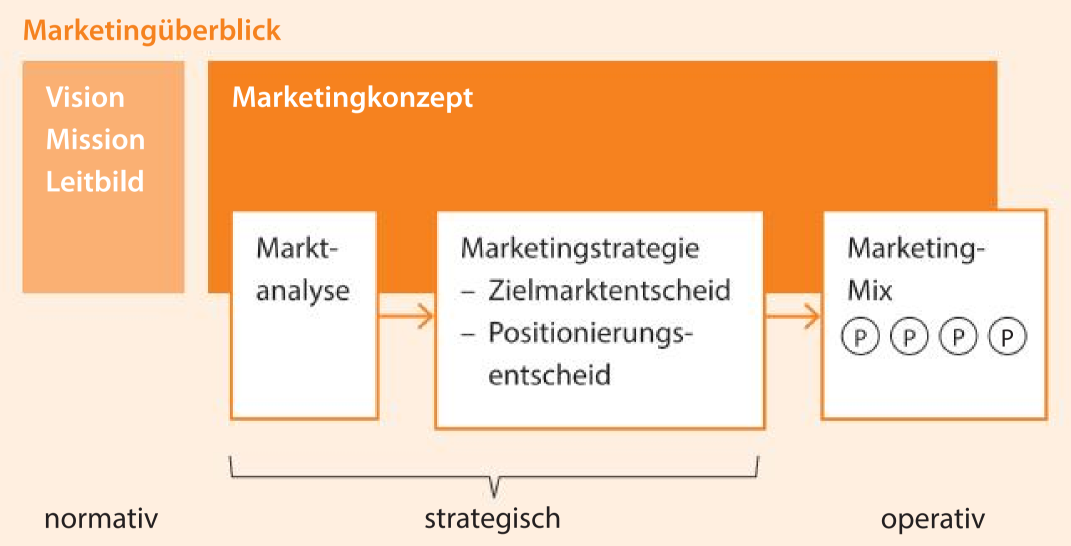 Marketingüberblick
Vision
Mission
Leitbild
Marketingkonzept
Markt-
analyse
Marketingstrategie
– Zielmarktentscheid
– Positionierungs-
entscheid
Marketing-
Mix
P P P P
normativ
strategisch
operativ